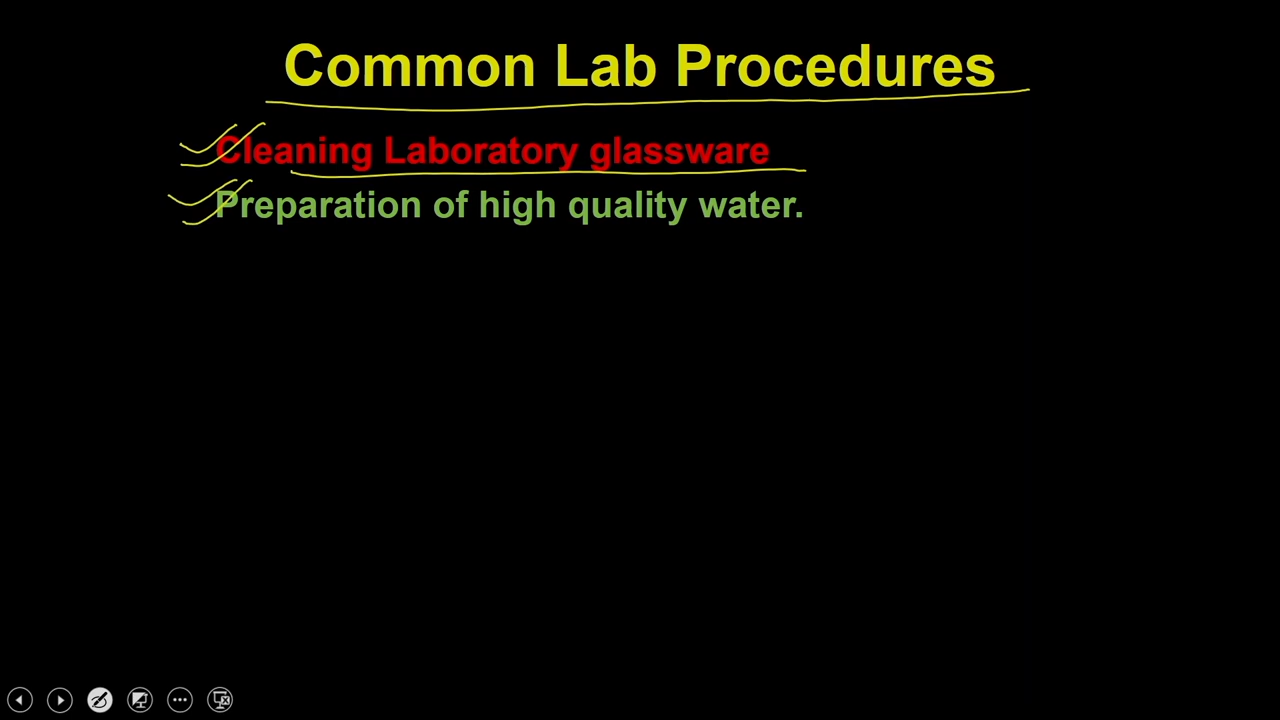 Common Lab Procedures
Cleaning Laboratory glassware
Preparation of high quality water.